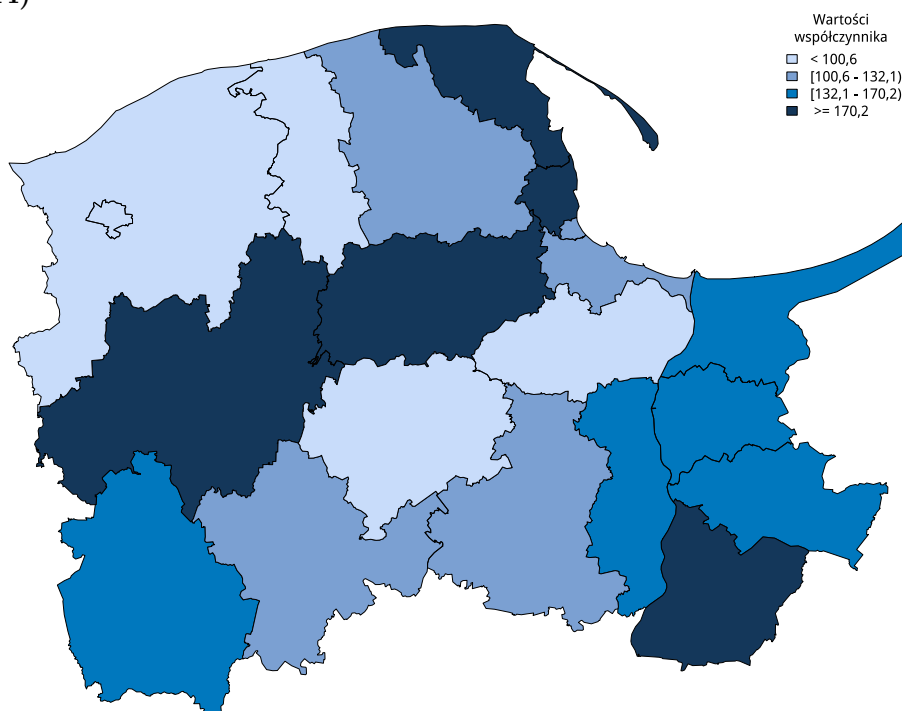 Wartości
współczynnika
< 100,6
[100,6 - 132,1)
[132,1 - 170,2)
>= 170,2